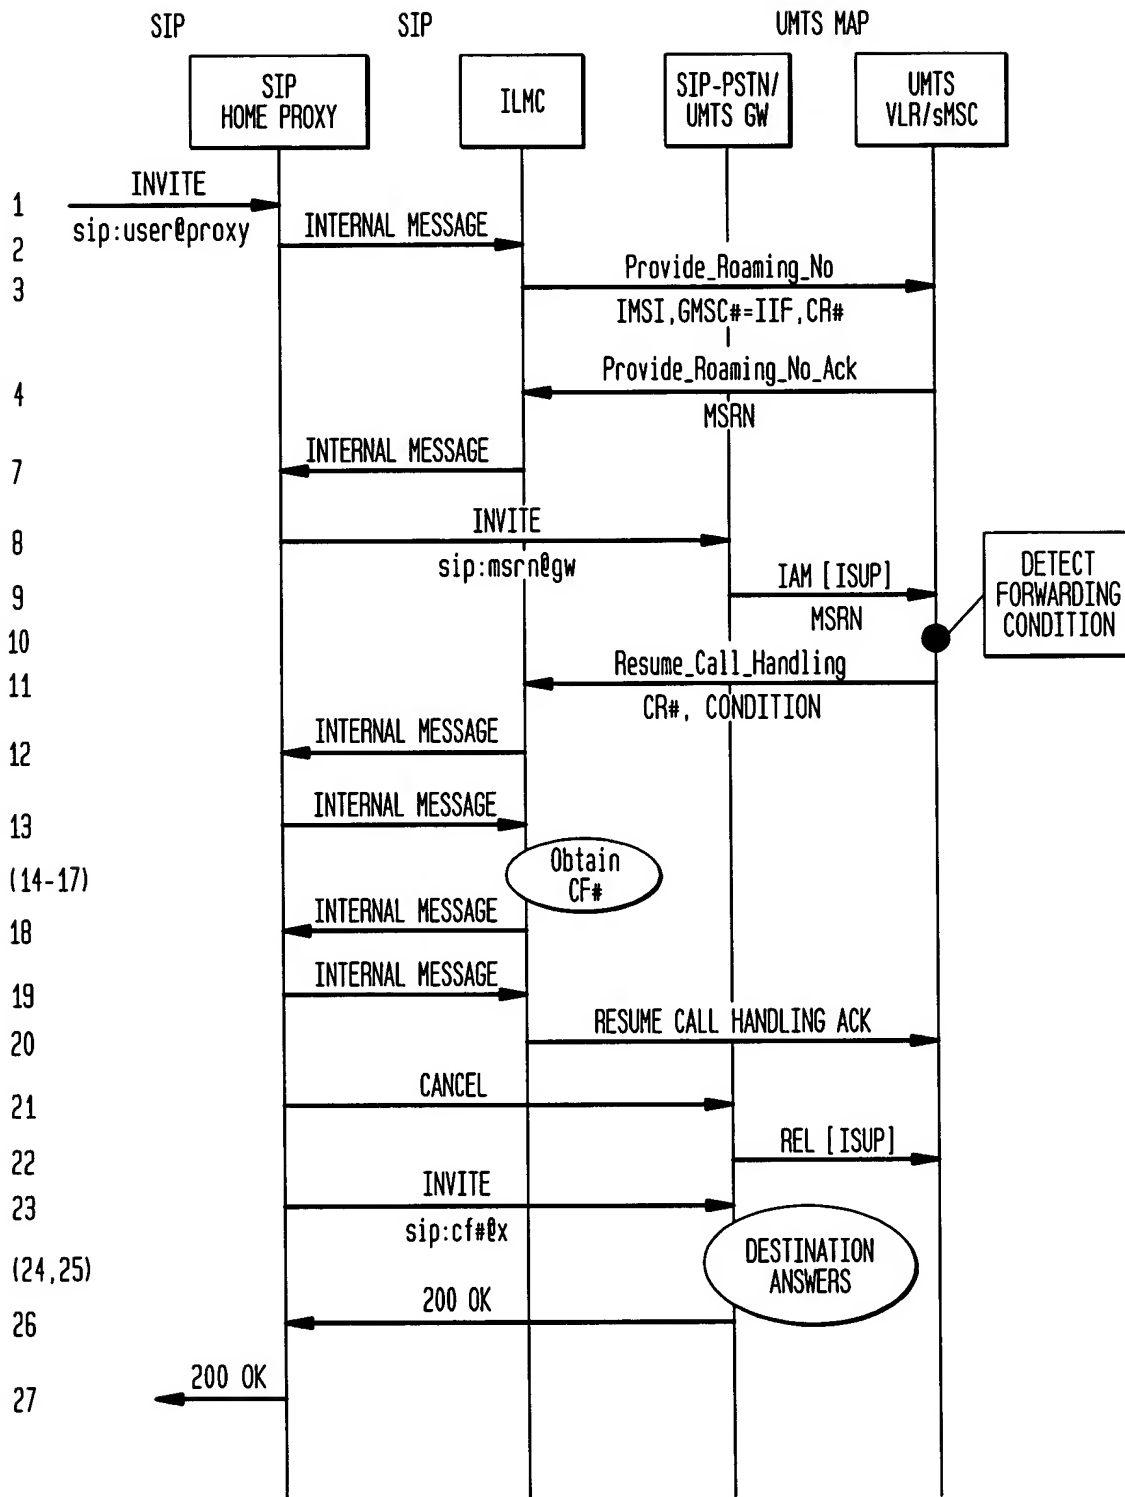 SIP SIP UMTS MAP
SIP
HOME PROXY
ILMC
SIP-PSTN/
UMTS GW
UMTS
VLR/sMSC
1 INVITE
sip:user@proxy
2 INTERNAL MESSAGE
3 Provide_Roaming_No
IMSI,GMSC#=IIF,CR#
4 Provide_Roaming_No_Ack
MSRN
7 INTERNAL MESSAGE
8 INVITE
sip:msrn@gw
9 IAM [ISUP]
MSRN
10
DETECT
FORWARDING
CONDITION
11 Resume_Call_Handling
CR#, CONDITION
12 INTERNAL MESSAGE
13 INTERNAL MESSAGE
(14-17)
Obtain
CF#
18 INTERNAL MESSAGE
19 INTERNAL MESSAGE
20 RESUME CALL HANDLING ACK
21 CANCEL
22 REL [ISUP]
23 INVITE
sip:cf#@x
(24,25)
DESTINATION
ANSWERS
26 200 OK
27 200 OK